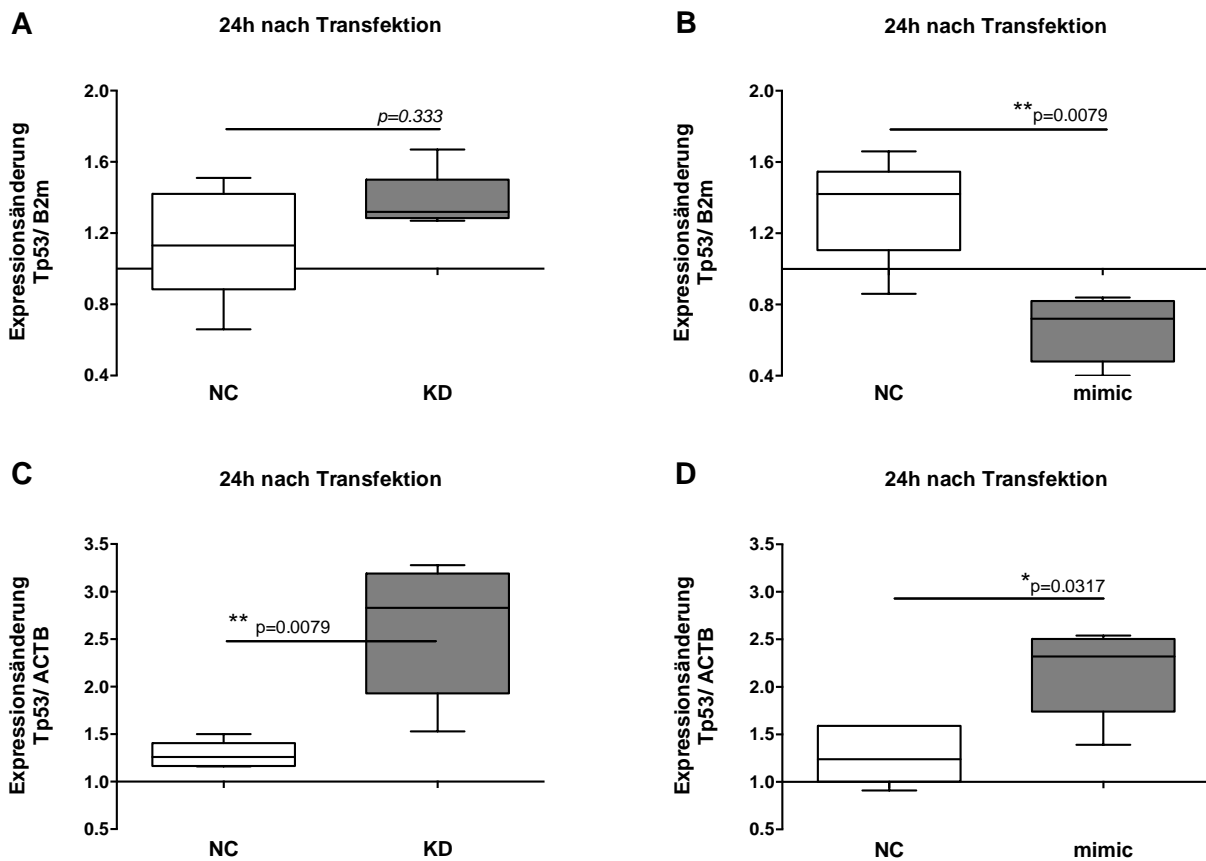 A
24h nach Transfektion
Expressionsänderung
Tp53/ B2m
2.0
1.6
1.2
0.8
0.4
p=0.333
NC
KD
B
24h nach Transfektion
Expressionsänderung
Tp53/ B2m
2.0
1.6
1.2
0.8
0.4
**p=0.0079
NC
mimic
C
24h nach Transfektion
Expressionsänderung
Tp53/ ACTB
3.5
3.0
2.5
2.0
1.5
1.0
0.5
** p=0.0079
NC
KD
D
24h nach Transfektion
Expressionsänderung
Tp53/ ACTB
3.5
3.0
2.5
2.0
1.5
1.0
0.5
*p=0.0317
NC
mimic